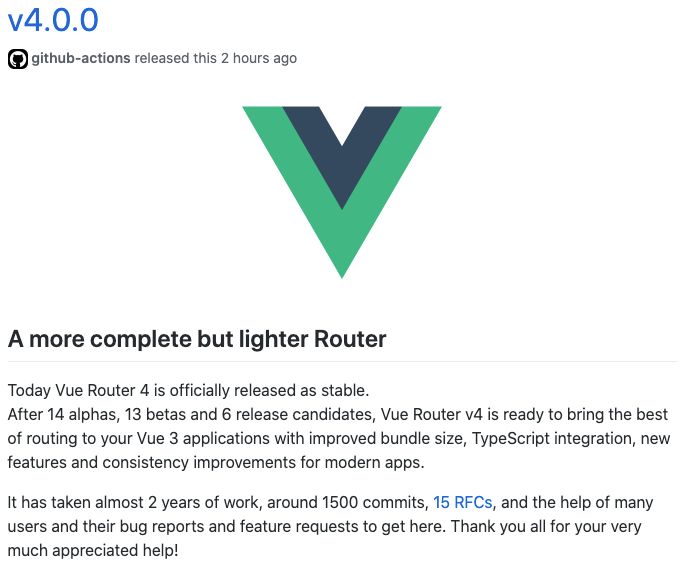 v4.0.0
github-actions released this 2 hours ago
A more complete but lighter Router
Today Vue Router 4 is officially released as stable.
After 14 alphas, 13 betas and 6 release candidates, Vue Router v4 is ready to bring the best
of routing to your Vue 3 applications with improved bundle size, TypeScript integration, new
features and consistency improvements for modern apps.
It has taken almost 2 years of work, around 1500 commits, 15 RFCs, and the help of many
users and their bug reports and feature requests to get here. Thank you all for your very
much appreciated help!